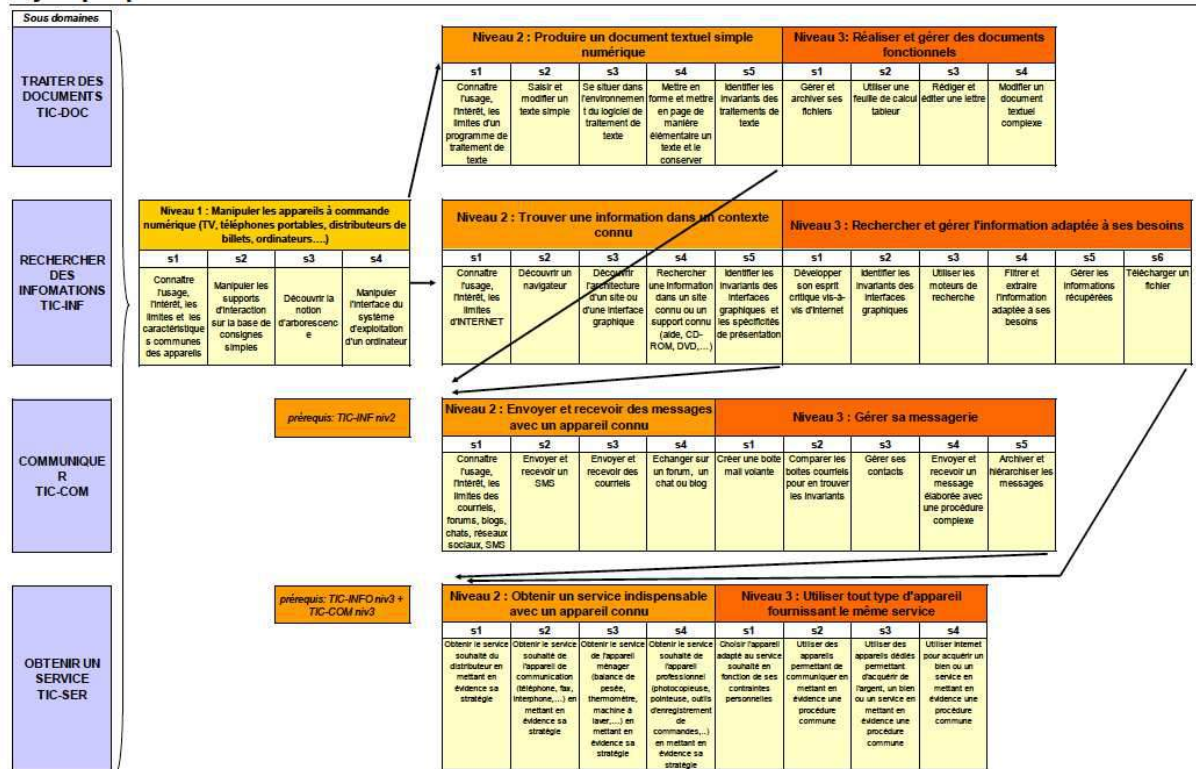 Sous domaines
TRAITER DES
DOCUMENTS
TIC-DOC
Niveau 2 : Produire un document textuel simple
numérique
s1
Connaître
l'usage,
l'intérêt, les
limites d'un
programme de
traitement de
texte
s2
Saisir et
modifier un
texte simple
s3
Se situer dans
l'environnemen
t du logiciel de
traitement de
texte
s4
Mettre en
forme et mettre
en page de
manière
élémentaire un
texte et le
conserver
s5
Identifier les
invariants des
traitements de
texte
Niveau 3: Réaliser et gérer des documents
fonctionnels
s1
Gérer et
archiver ses
fichiers
s2
Utiliser une
feuille de calcul
tableur
s3
Rédiger et
éditer une lettre
s4
Modifier un
document
textuel
complexe
RECHERCHER
DES
INFOMATIONS
TIC-INF
Niveau 1 : Manipuler les appareils à commande
numérique (TV, téléphones portables, distributeurs de
billets, ordinateurs....)
s1
Connaître
l'usage,
l'intérêt, les
limites et les
caractéristique
s communes
des appareils
s2
Manipuler les
supports
d'interaction
sur la base de
consignes
simples
s3
Découvrir la
notion
d'arborescenc
e
s4
Manipuler
l'interface du
système
d'exploitation
d'un ordinateur
Niveau 2 : Trouver une information dans un contexte
connu
s1
Connaître
l'usage,
l'intérêt, les
limites
d'INTERNET
s2
Découvrir un
navigateur
s3
Découvrir
l'architecture
d'un site ou
d'une interface
graphique
s4
Rechercher
une information
dans un site
connu ou un
support connu
(aide, CD-
ROM, DVD,...)
s5
Identifier les
invariants des
interfaces
graphiques et
les spécificités
de présentation
Niveau 3 : Rechercher et gérer l'information adaptée à ses besoins
s1
Développer
son esprit
critique vis-à-
vis d'Internet
s2
Identifier les
invariants des
interfaces
graphiques
s3
Utiliser les
moteurs de
recherche
s4
Filtrer et
extraire
l'information
adaptée à ses
besoins
s5
Gérer les
informations
récupérées
s6
Télécharger un
fichier
COMMUNIQUE
R
TIC-COM
prérequis: TIC-INF niv2
Niveau 2 : Envoyer et recevoir des messages
avec un appareil connu
s1
Connaître
l'usage,
l'intérêt, les
limites des
courriels,
forums, blogs,
chats, réseaux
sociaux, SMS
s2
Envoyer et
recevoir un
SMS
s3
Envoyer et
recevoir des
courriels
s4
Echanger sur
un forum, un
chat ou blog
Niveau 3 : Gérer sa messagerie
s1
Créer une boite
mail volante
s2
Comparer les
boites courriels
pour en trouver
les invariants
s3
Gérer ses
contacts
s4
Envoyer et
recevoir un
message
élaborée avec
une procédure
complexe
s5
Archiver et
hiérarchiser les
messages
OBTENIR UN
SERVICE
TIC-SER
prérequis: TIC-INFO niv3 +
TIC-COM niv3
Niveau 2 : Obtenir un service indispensable
avec un appareil connu
s1
Obtenir le service
souhaité du
distributeur en
mettant en
évidence sa
stratégie
s2
Obtenir le service
souhaité de
l'appareil de
communication
(téléphone, fax,
interphone,...) en
mettant en
évidence sa
stratégie
s3
Obtenir le service
de l'appareil
ménager
(balance de
pesée,
thermomètre,
machine à
laver,....) en
mettant en
évidence sa
stratégie
s4
Obtenir le service
souhaité de
l'appareil
professionnel
(photocopieuse,
pointeuse, outils
d'enregistrement
de
commandes,..)
en mettant en
évidence sa
stratégie
Niveau 3 : Utiliser tout type d'appareil
fournissant le même service
s1
Choisir l'appareil
adapté au service
souhaité en
fonction de ses
contraintes
personnelles
s2
Utiliser des
appareils
permettant de
communiquer en
mettant en
évidence une
procédure
commune
s3
Utiliser des
appareils dédiés
permettant
d'acquérir de
l'argent, un bien
ou un service en
mettant en
évidence une
procédure
commune
s4
Utiliser Internet
pour acquérir un
bien ou un
service en
mettant en
évidence une
procédure
commune